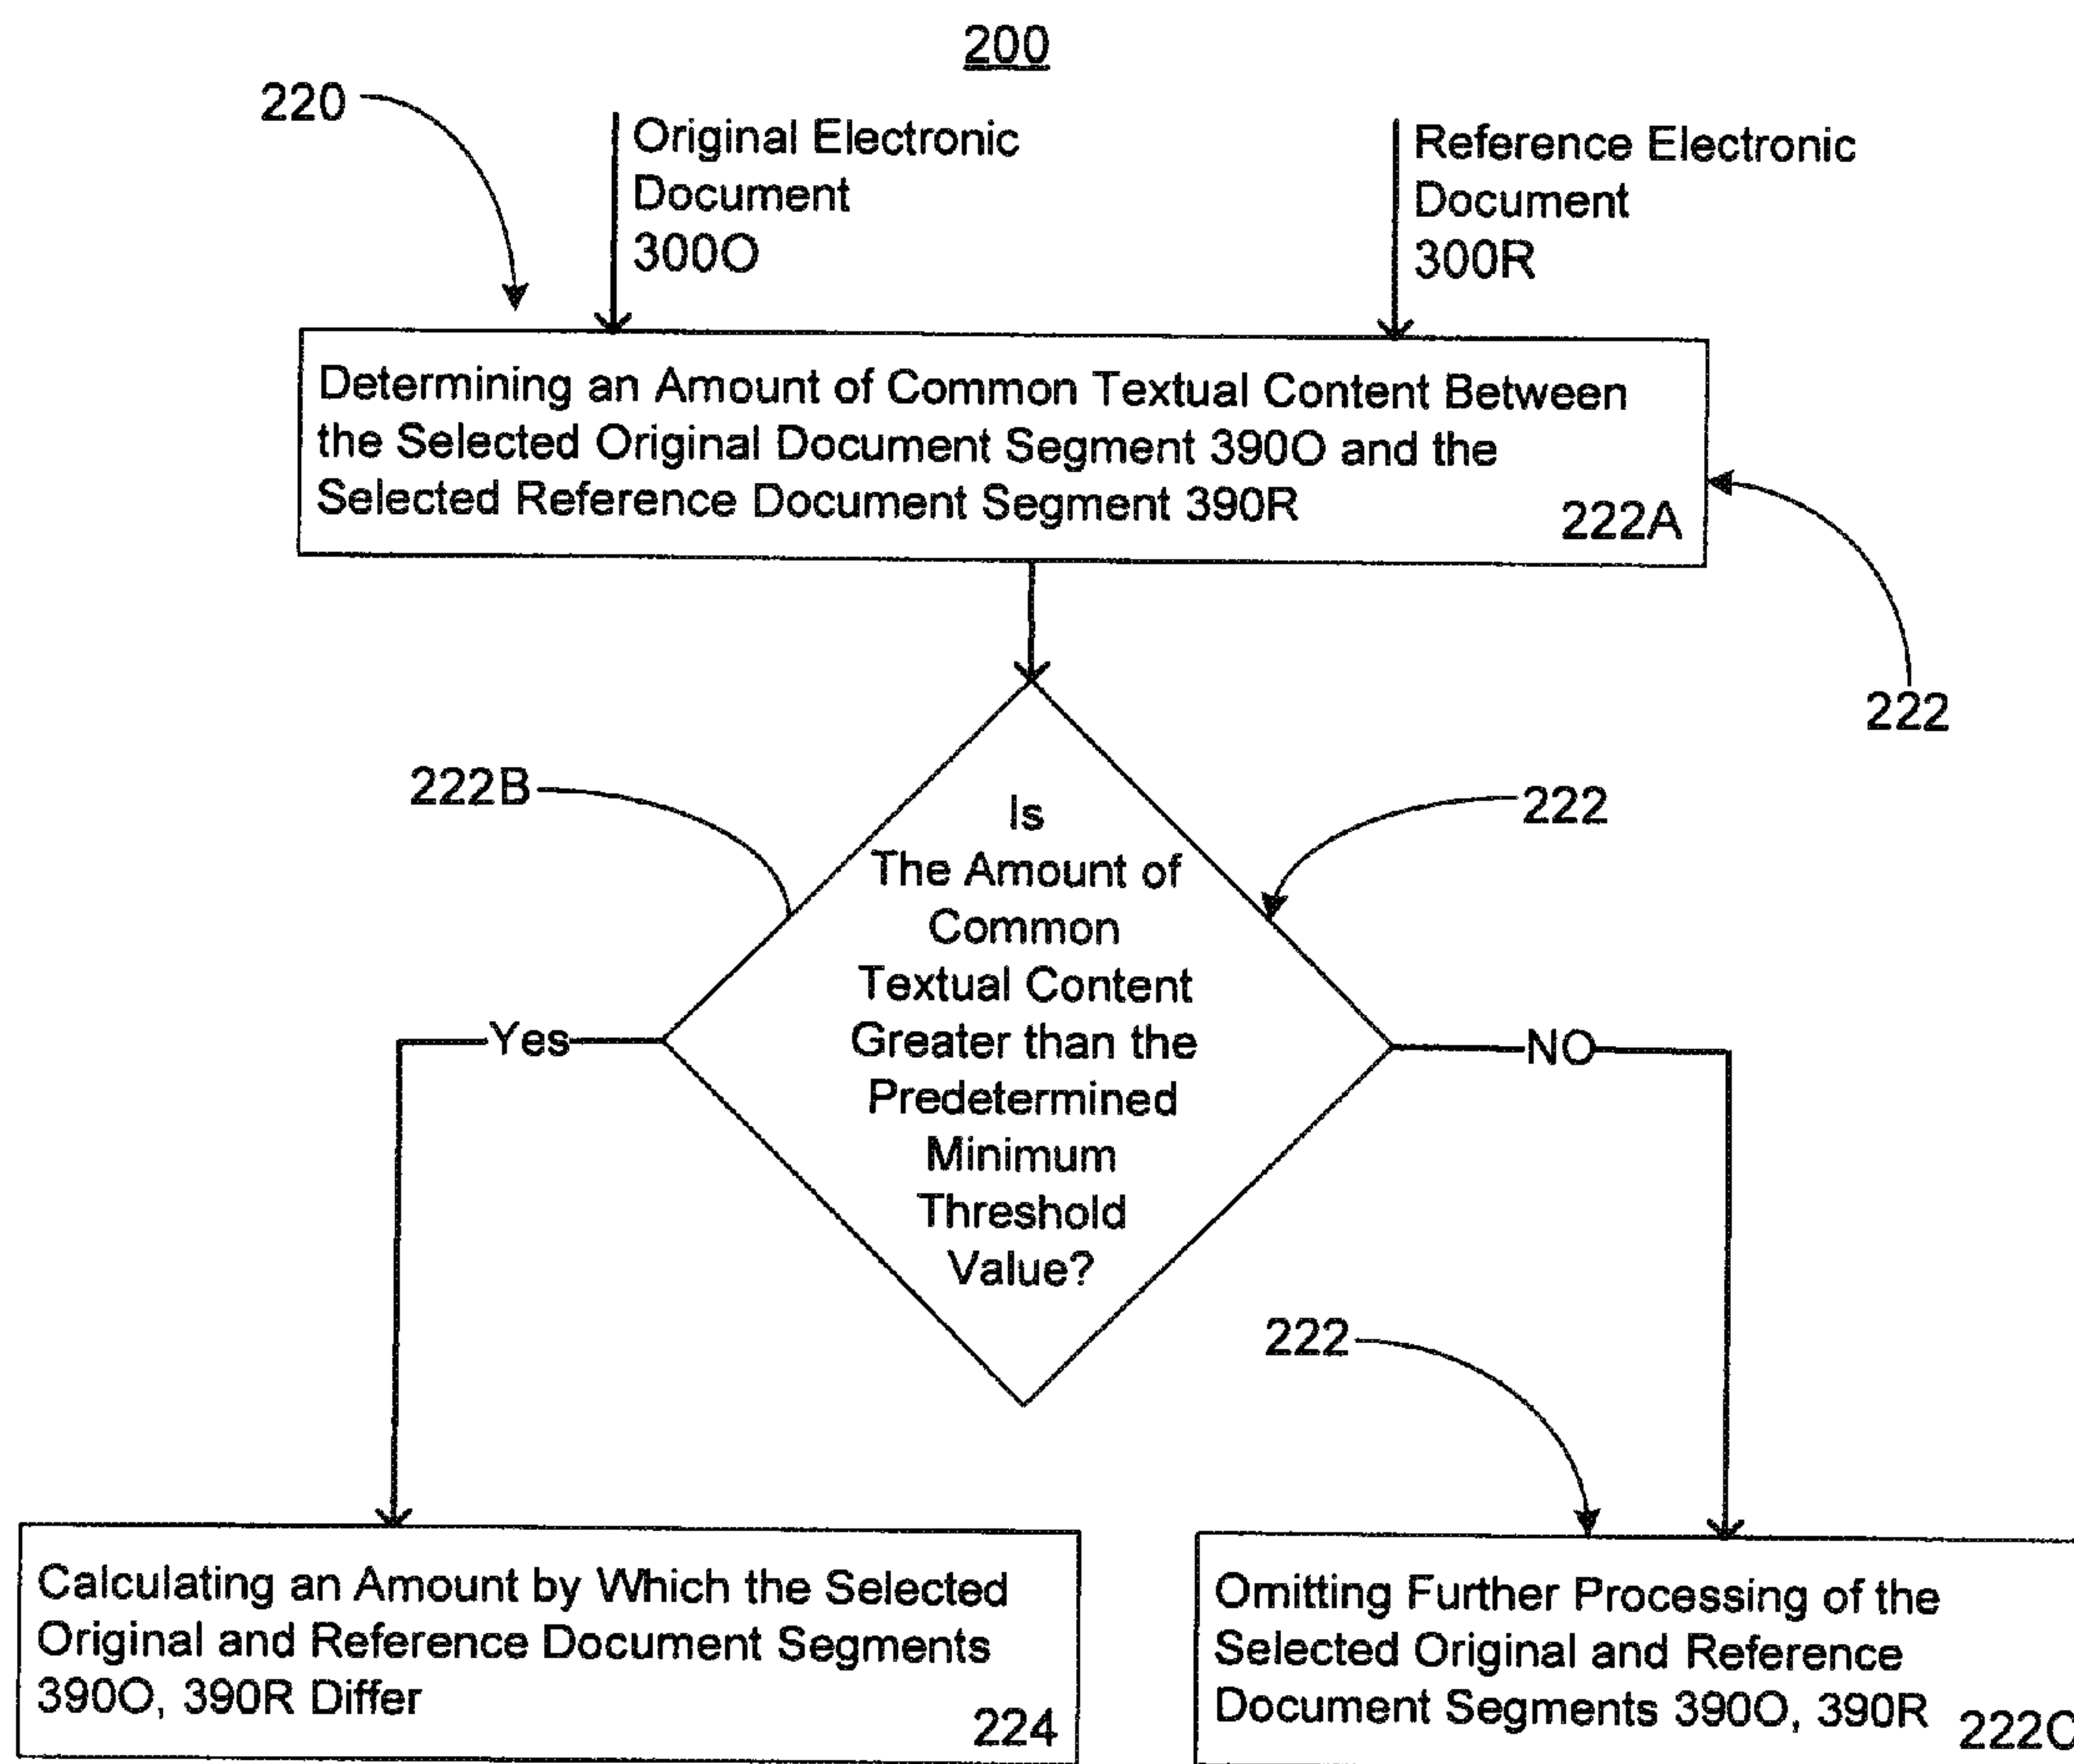 200
220
Original Electronic
Document
300O
Reference Electronic
Document
300R
Determining an Amount of Common Textual Content Between
the Selected Original Document Segment 390O and the
Selected Reference Document Segment 390R
222A
222
222B
222
Is
The Amount of
Common
Textual Content
Greater than the
Predetermined
Minimum
Threshold
Value?
Yes
NO
222
Calculating an Amount by Which the Selected
Original and Reference Document Segments
390O, 390R Differ
224
Omitting Further Processing of the
Selected Original and Reference
Document Segments 390O, 390R
222C